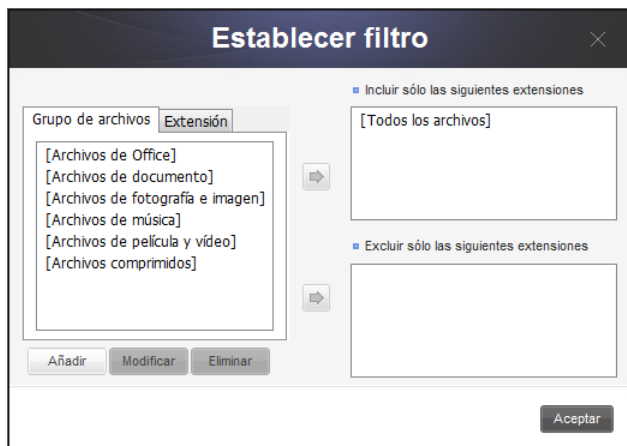 Establecer filtro
Grupo de archivos
Extensión
[Archivos de Office]
[Archivos de documento]
[Archivos de fotografía e imagen]
[Archivos de música]
[Archivos de película y vídeo]
[Archivos comprimidos]
Añadir
Modificar
Eliminar
Incluir sólo las siguientes extensiones
[Todos los archivos]
Excluir sólo las siguientes extensiones
Aceptar